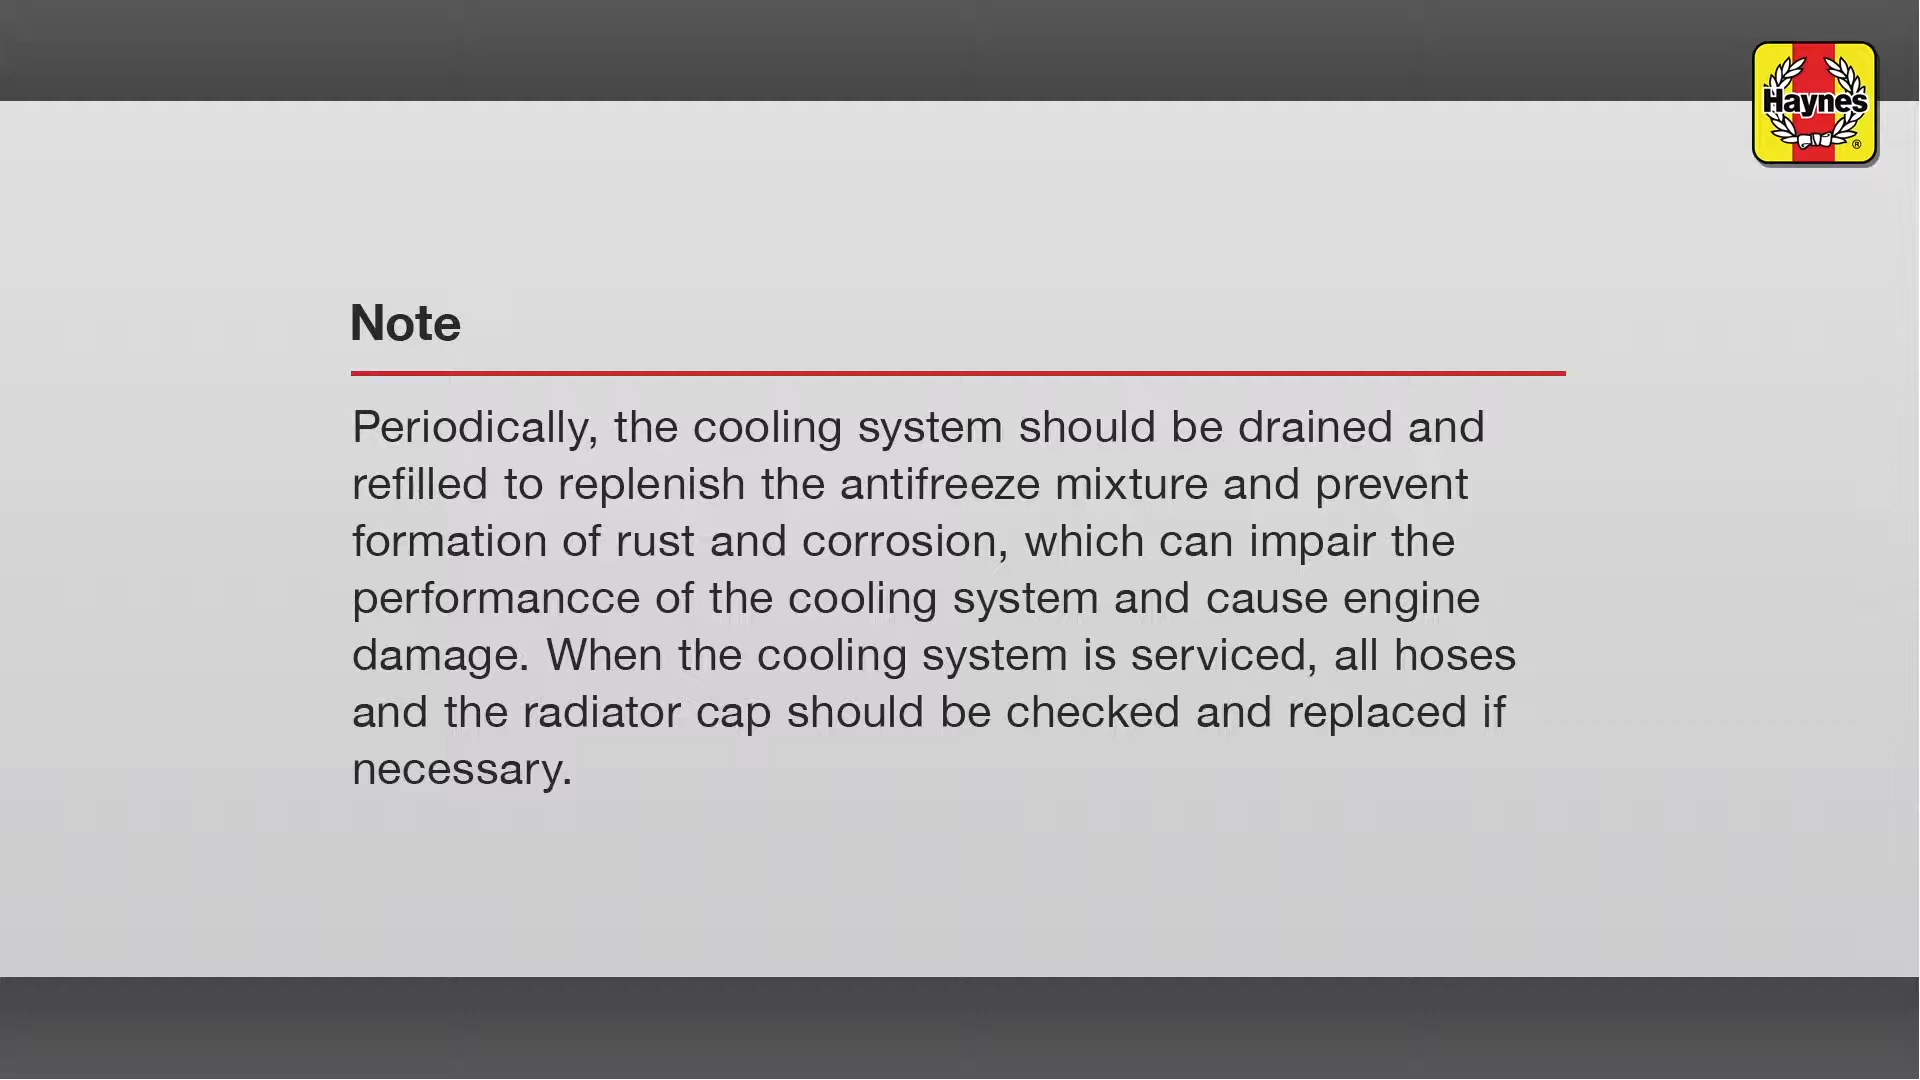 Haynes
®
Note
Periodically, the cooling system should be drained and
refilled to replenish the antifreeze mixture and prevent
formation of rust and corrosion, which can impair the
performancce of the cooling system and cause engine
damage. When the cooling system is serviced, all hoses
and the radiator cap should be checked and replaced if
necessary.